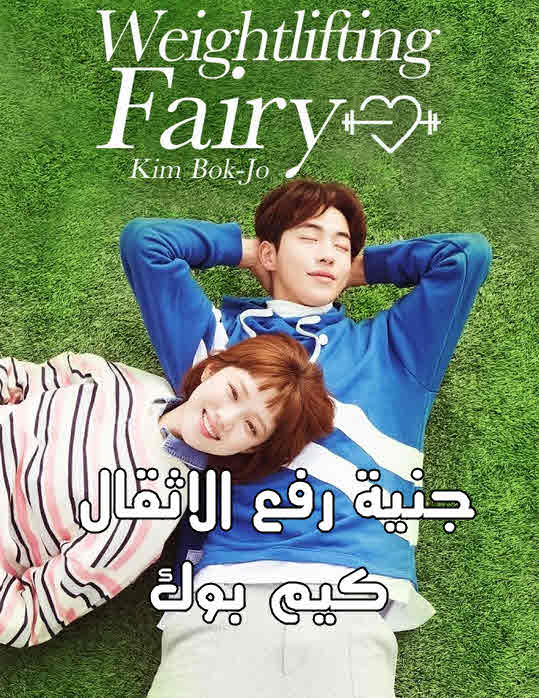 Weightlifting
Fairy
Kim Bok-Jo
جنية رفع الاثقال
كيم بوك